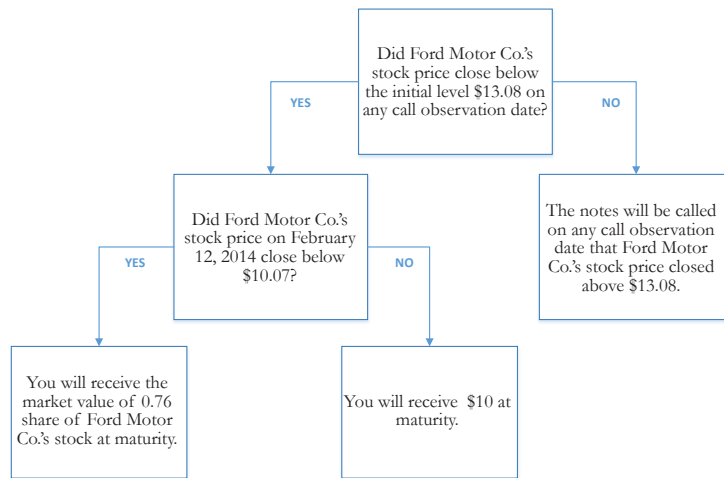 Did Ford Motor Co.'s
stock price close below
the initial level $13.08 on
any call observation date?
YES
NO
Did Ford Motor Co.'s
stock price on February
12, 2014 close below
$10.07?
The notes will be called
on any call observation
date that Ford Motor
Co.'s stock price closed
above $13.08.
YES
NO
You will receive the
market value of 0.76
share of Ford Motor
Co.'s stock at maturity.
You will receive $10 at
maturity.